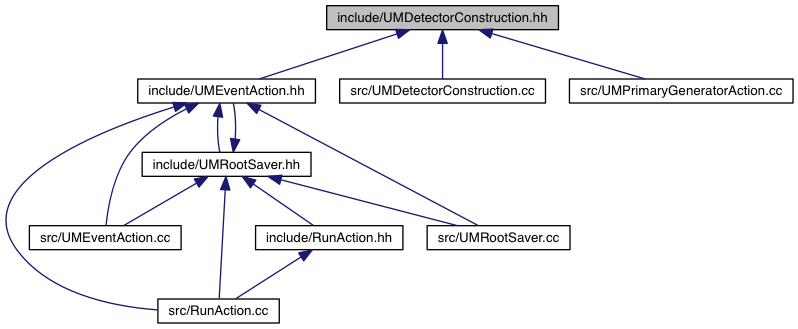 include/UMDetectorConstruction.hh
include/UMEventAction.hh
src/UMDetectorConstruction.cc
src/UMPrimaryGeneratorAction.cc
include/UMRootSaver.hh
src/UMEventAction.cc
include/RunAction.hh
src/UMRootSaver.cc
src/RunAction.cc